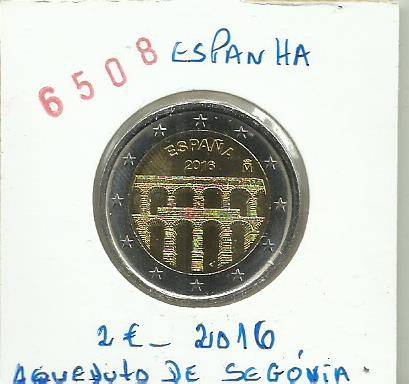 6508 ESPANHA
ESPAÑA
2016
M
2€ - 2016
AQUEDUTO DE SEGÓVIA